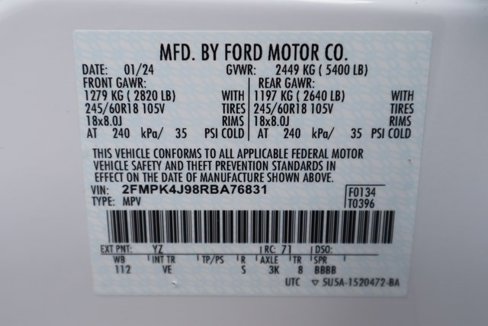 MFD. BY FORD MOTOR CO.
DATE: 01/24 GVWR: 2449 KG ( 5400 LB)
FRONT GAWR: REAR GAWR:
1279 KG ( 2820 LB) WITH 1197 KG ( 2640 LB) WITH
245/60R18 105V TIRES 245/60R18 105V TIRES
18x8.0J RIMS 18x8.0J RIMS
AT 240 kPa/ 35 PSI COLD AT 240 kPa/ 35 PSI COLD
THIS VEHICLE CONFORMS TO ALL APPLICABLE FEDERAL MOTOR
VEHICLE SAFETY AND THEFT PREVENTION STANDARDS IN
EFFECT ON THE DATE OF MANUFACTURE SHOWN ABOVE.
VIN: 2FMPK4J98RBA76831 F0134
TYPE: MPV T0396
EXT PNT: YZ RC: 71 DSO:
WB INT TR TP/PS R AXLE TR SPR
112 VE S 3K 8 BBBB
UTC 5U5A-1520472-BA